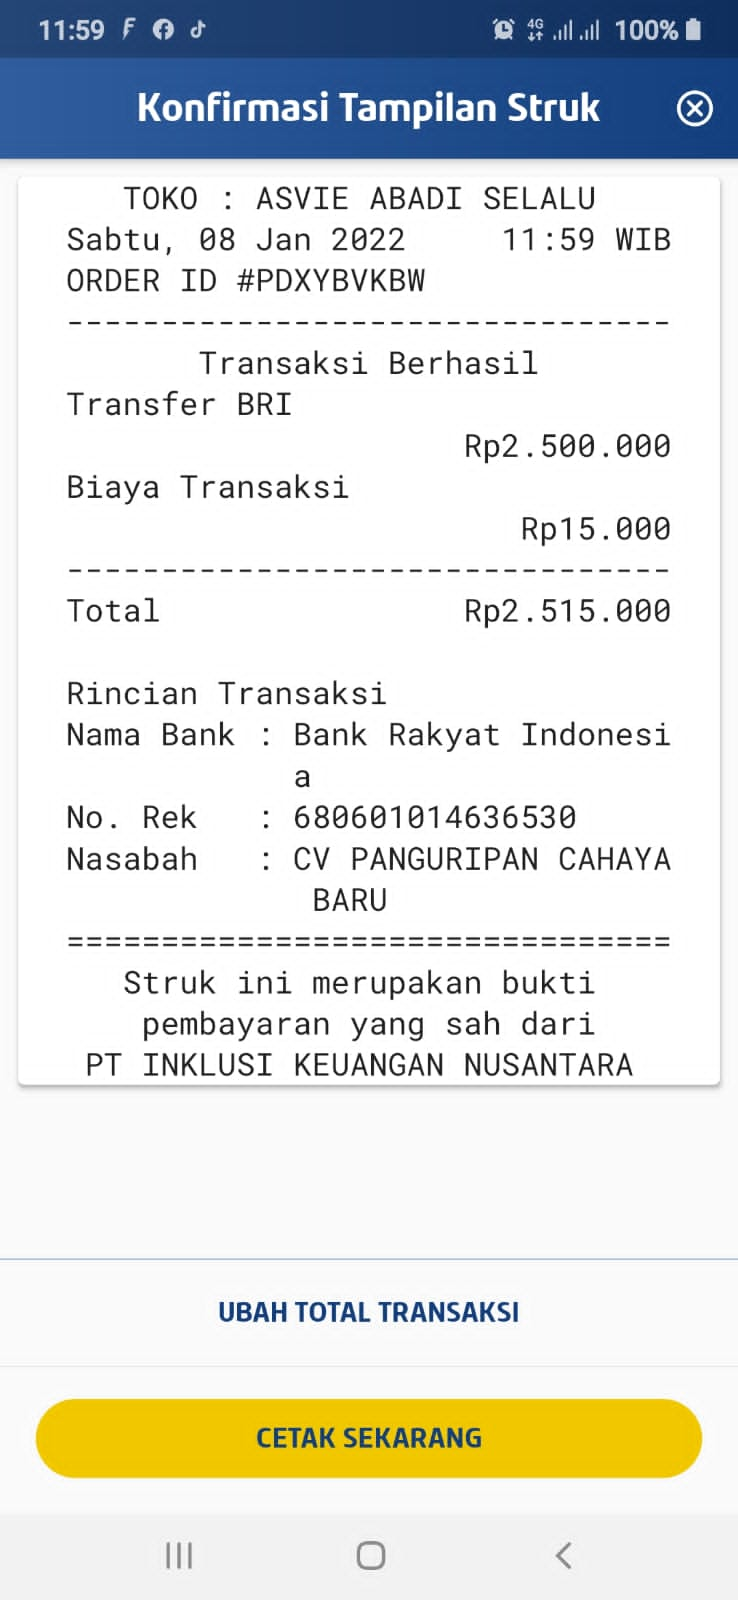 11:59 4G 100%
Konfirmasi Tampilan Struk
TOKO : ASVIE ABADI SELALU
Sabtu, 08 Jan 2022 11:59 WIB
ORDER ID #PDXYBVKBW
--------------------------------
Transaksi Berhasil
Transfer BRI
Rp2.500.000
Biaya Transaksi
Rp15.000
--------------------------------
Total Rp2.515.000
Rincian Transaksi
Nama Bank : Bank Rakyat Indonesi
a
No. Rek : 680601014636530
Nasabah : CV PANGURIPAN CAHAYA
BARU
================================
Struk ini merupakan bukti
pembayaran yang sah dari
PT INKLUSI KEUANGAN NUSANTARA
UBAH TOTAL TRANSAKSI
CETAK SEKARANG